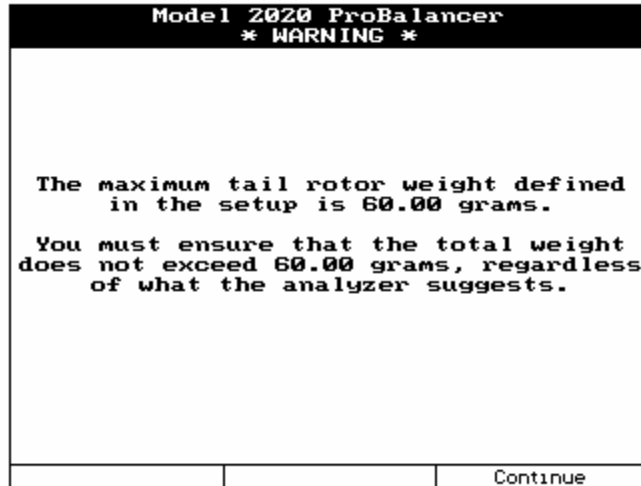 Model 2020 ProBalancer
* WARNING *
The maximum tail rotor weight defined
in the setup is 60.00 grams.
You must ensure that the total weight
does not exceed 60.00 grams, regardless
of what the analyzer suggests.
Continue